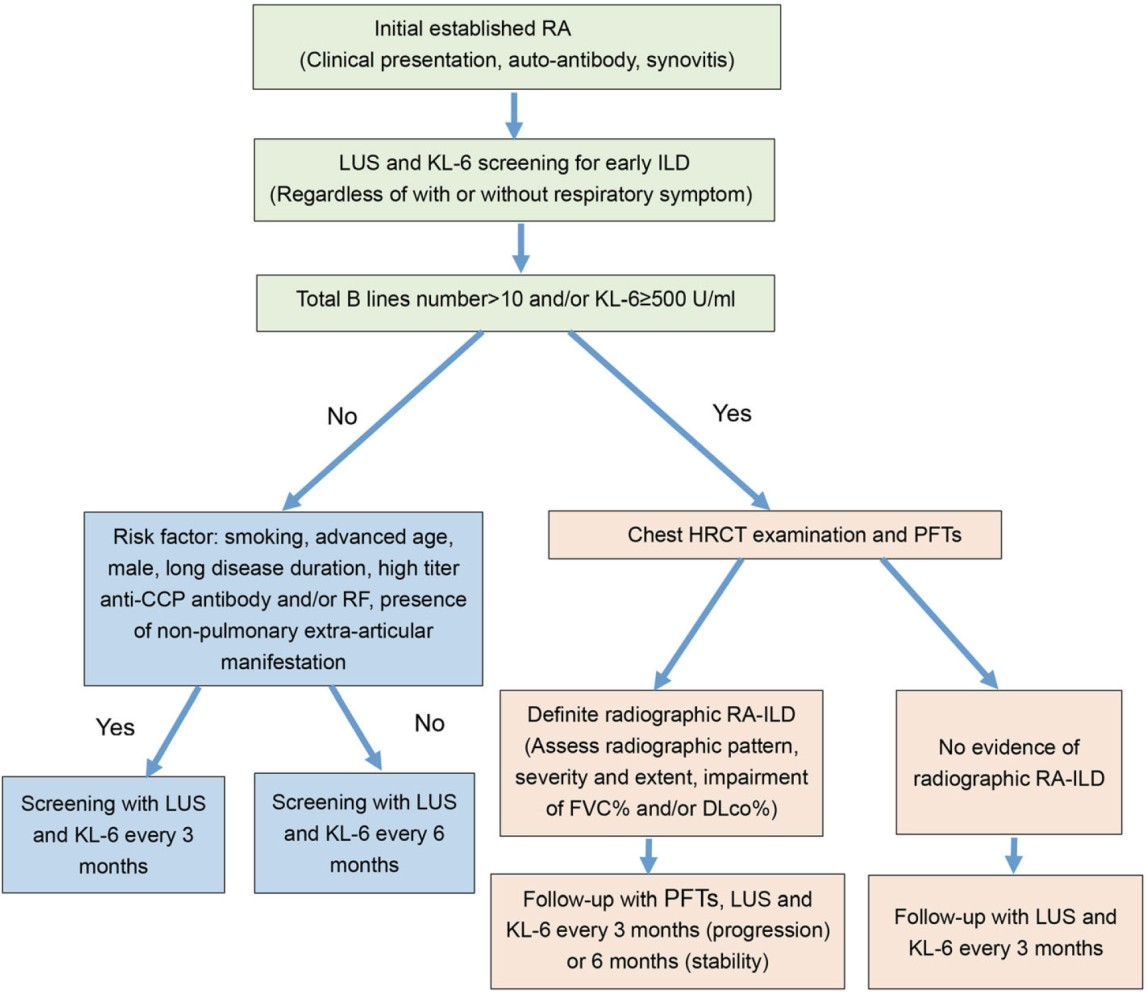 Initial established RA
(Clinical presentation, auto-antibody, synovitis)
LUS and KL-6 screening for early ILD
(Regardless of with or without respiratory symptom)
Total B lines number>10 and/or KL-6≥500 U/ml
No
Yes
Risk factor: smoking, advanced age,
male, long disease duration, high titer
anti-CCP antibody and/or RF, presence
of non-pulmonary extra-articular
manifestation
Chest HRCT examination and PFTs
Yes
No
Screening with LUS
and KL-6 every 3
months
Screening with LUS
and KL-6 every 6
months
Definite radiographic RA-ILD
(Assess radiographic pattern,
severity and extent, impairment
of FVC% and/or DLco%)
No evidence of
radiographic RA-ILD
Follow-up with PFTs, LUS and
KL-6 every 3 months (progression)
or 6 months (stability)
Follow-up with LUS and
KL-6 every 3 months